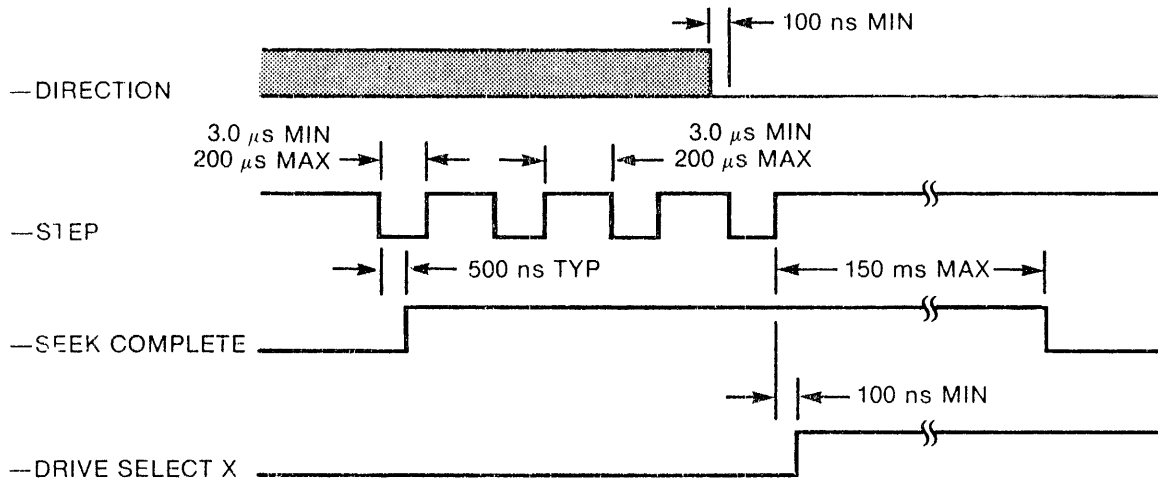 100 ns MIN
—DIRECTION
3.0 μs MIN
200 μs MAX
3.0 μs MIN
200 μs MAX
—STEP
500 ns TYP
150 ms MAX
—SEEK COMPLETE
100 ns MIN
—DRIVE SELECT X